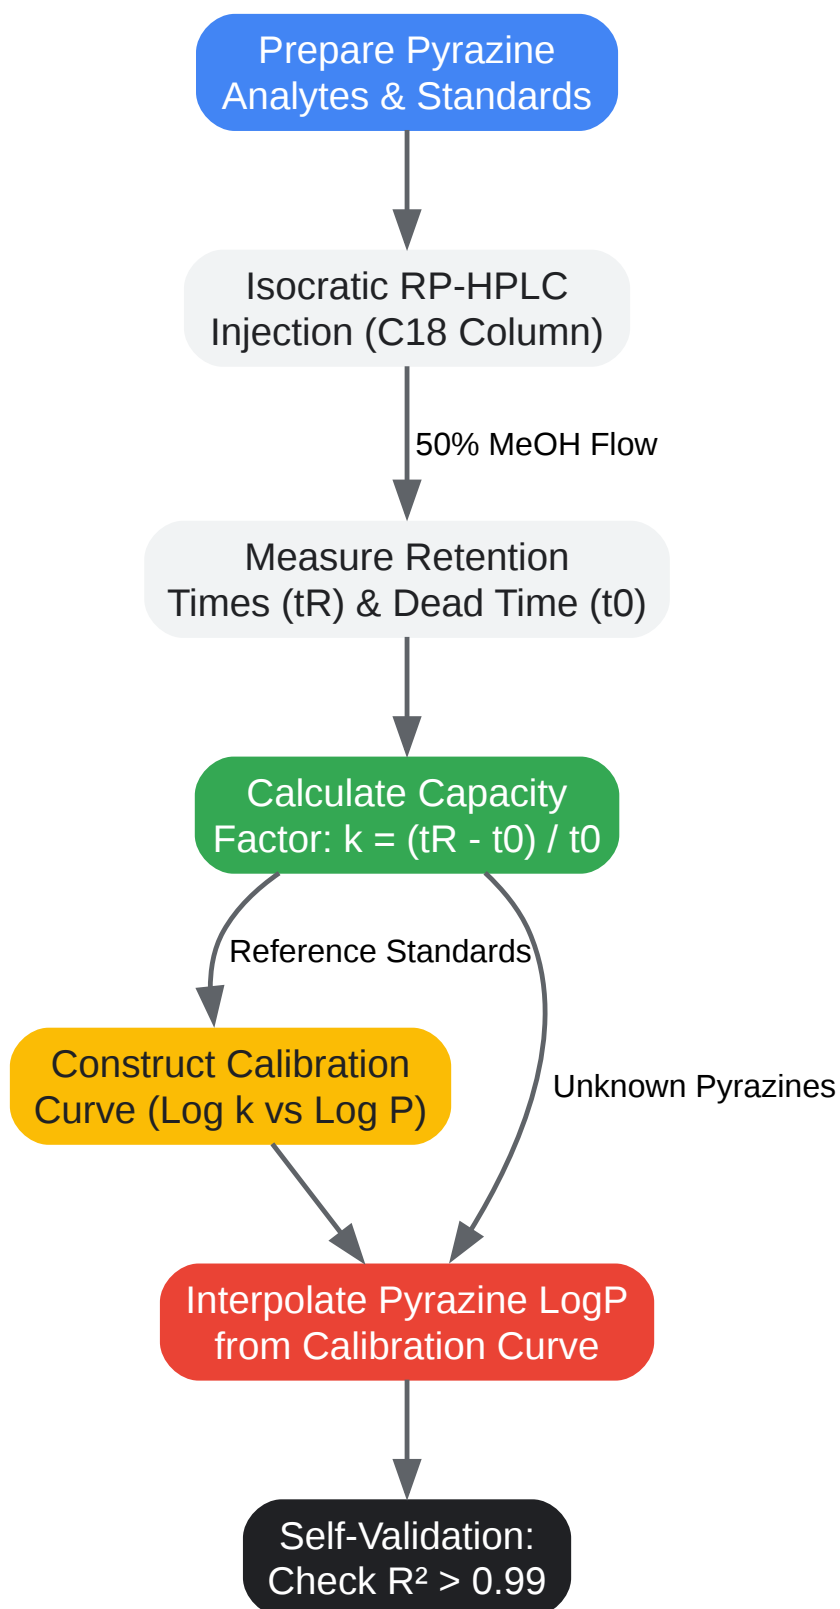 Prepare Pyrazine
Analytes & Standards
Isocratic RP-HPLC
Injection (C18 Column)
50% MeOH Flow
Measure Retention
Times (tR) & Dead Time (t0)
Calculate Capacity
Factor: k = (tR - t0) / t0
Reference Standards
Construct Calibration
Curve (Log k vs Log P)
Unknown Pyrazines
Interpolate Pyrazine LogP
from Calibration Curve
Self-Validation:
Check R² > 0.99